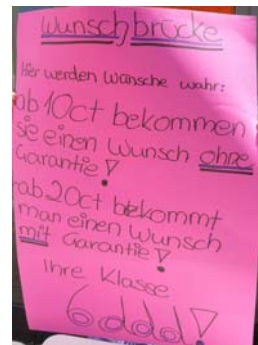 Wunschbrücke
Hier werden Wünsche wahr:
ab 10ct bekommen
sie einen Wunsch ohne
Garantie!
ab 20ct bekommt
man einen Wunsch
mit Garantie!
Ihre Klasse
6ddd!